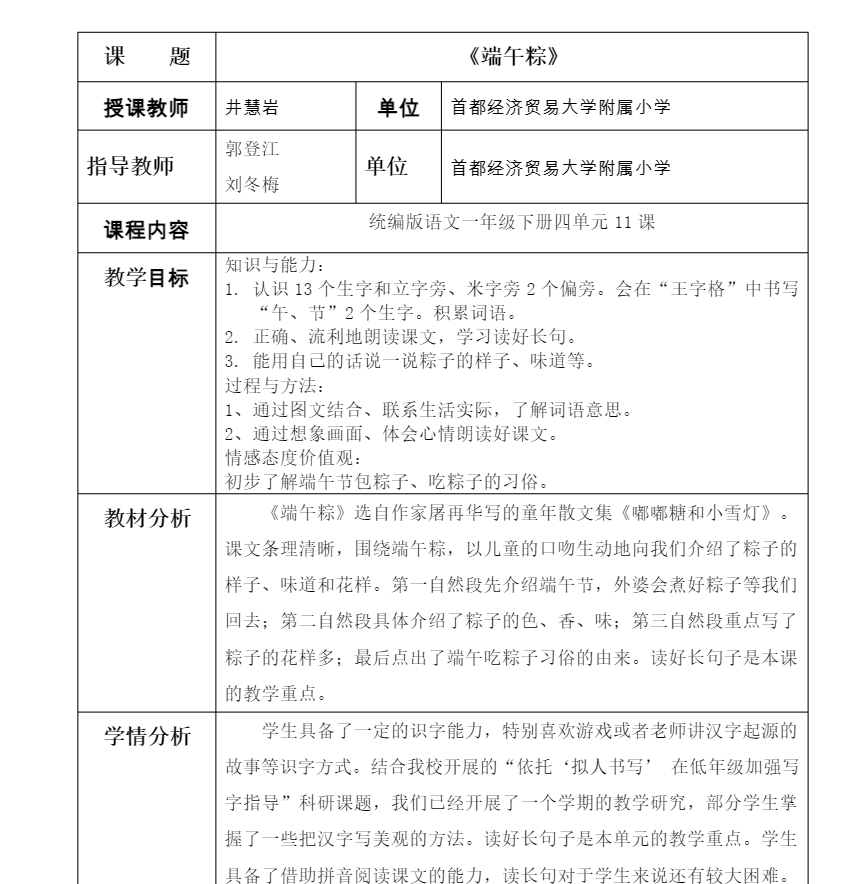 课 题 《端午粽》
授课教师 井慧岩 单位 首都经济贸易大学附属小学
指导教师 郭登江 刘冬梅 单位 首都经济贸易大学附属小学
课程内容 统编版语文一年级下册四单元 11 课
教学目标
知识与能力：
1. 认识 13 个生字和立字旁、米字旁 2 个偏旁。会在“王字格”中书写
“午、节”2 个生字。积累词语。
2. 正确、流利地朗读课文，学习读好长句。
3. 能用自己的话说一说粽子的样子、味道等。
过程与方法：
1、通过图文结合、联系生活实际，了解词语意思。
2、通过想象画面、体会心情朗读好课文。
情感态度价值观：
初步了解端午节包粽子、吃粽子的习俗。
教材分析
《端午粽》选自作家屠再华写的童年散文集《嘟嘟糖和小雪灯》。
课文条理清晰，围绕端午粽，以儿童的口吻生动地向我们介绍了粽子的
样子、味道和花样。第一自然段先介绍端午节，外婆会煮好粽子等我们
回去；第二自然段具体介绍了粽子的色、香、味；第三自然段重点写了
粽子的花样多；最后点出了端午吃粽子习俗的由来。读好长句子是本课
的教学重点。
学情分析
学生具备了一定的识字能力，特别喜欢游戏或者老师讲汉字起源的
故事等识字方式。结合我校开展的“依托‘拟人书写’ 在低年级加强写
字指导”科研课题，我们已经开展了一个学期的教学研究，部分学生掌
握了一些把汉字写美观的方法。读好长句子是本单元的教学重点。学生
具备了借助拼音阅读课文的能力，读长句对于学生来说还有较大困难。